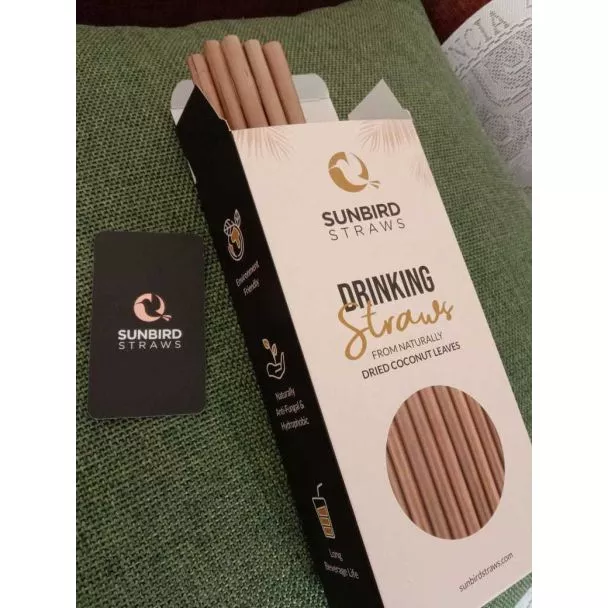 SUNBIRD
STRAWS
DRINKING
Straws
FROM NATURALLY
DRIED COCONUT LEAVES
sunbirdstraws.com
Environment
Friendly
Naturally
Anti-Fungal &
Hydrophobic
Long
Beverage Life
SUNBIRD
STRAWS